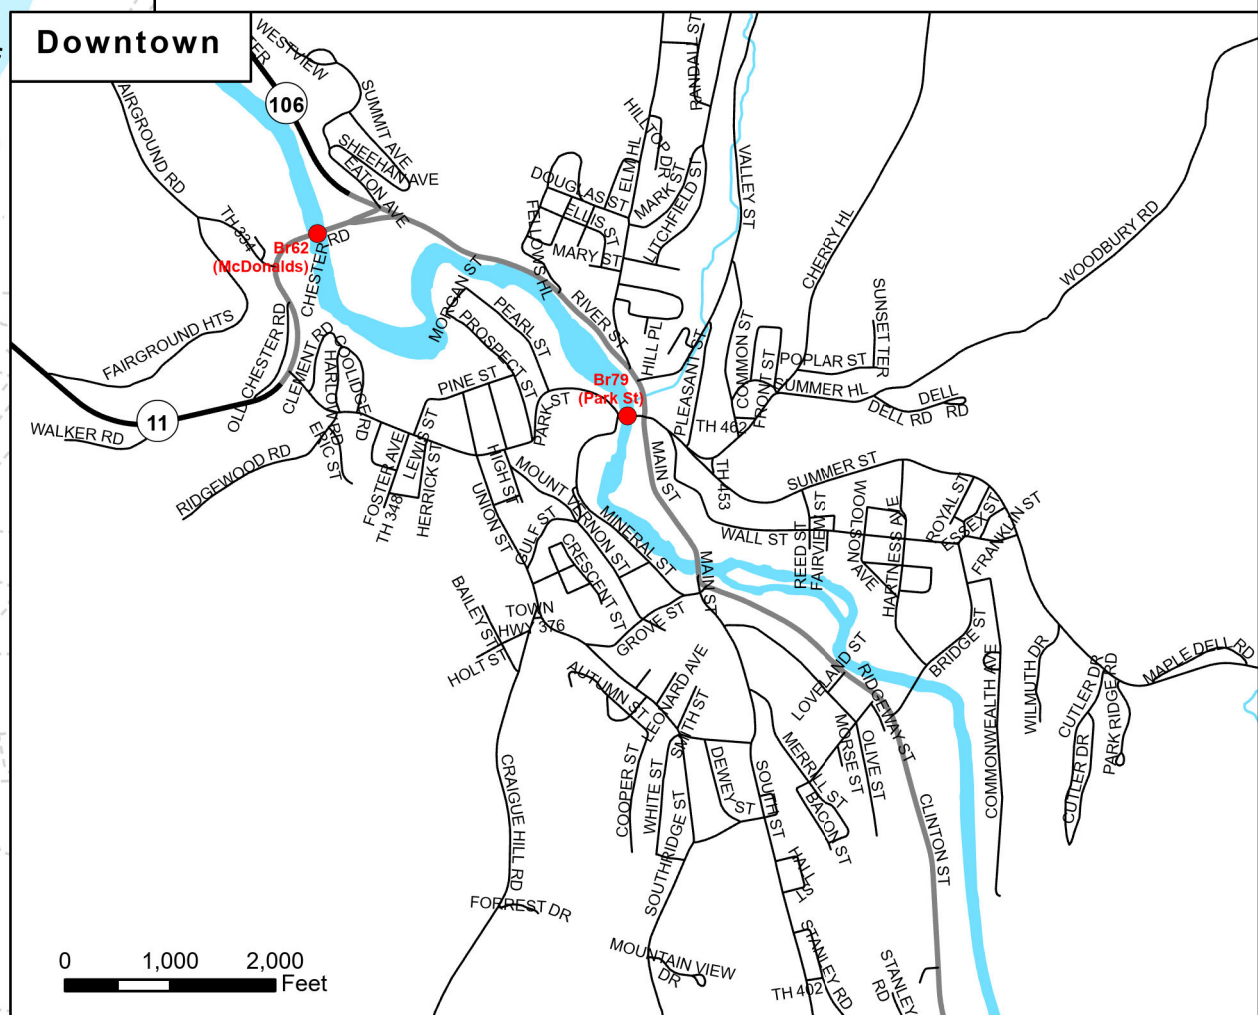 Downtown
WESTVIEW
TER
106
SUMMIT AVE
SHEEHAN AVE
EATON AVE
AIRGROUND RD
TH 334
Br62
(McDonalds)
CHESTER RD
FAIRGROUND HTS
OLD CHESTER RD
CLEMENT RD
COOLIDGE RD
HARLOW RD
ERIC ST
11
WALKER RD
RIDGEWOOD RD
RANDALL ST
HILLTOP DR
ELM HL
MARK ST
LITCHFIELD ST
DOUGLAS ST
ELLIS ST
MARY ST
FELLOWS HL
RIVER ST
HILL PL
VALLEY ST
CHERRY HL
WOODBURY RD
SUNSET TER
MORGAN ST
PEARL ST
PROSPECT ST
PINE ST
PARK ST
Br79
(Park St)
PLEASANT ST
COMMON ST
FRONT ST
POPLAR ST
SUMMER HL
DELL RD
DELL
RD
TH 462
TH 453
FOSTER AVE
LEWIS ST
TH 348
HERRICK ST
HIGH ST
UNION ST
MOUNT VERNON ST
MINERAL ST
MAIN ST
SUMMER ST
WALL ST
REED ST
FAIRVIEW ST
WOOLSON
AVE
HARTNESS AVE
ROYAL ST
ESSEX ST
FRANKLIN ST
GULF ST
CRESCENT ST
MAIN ST
BAILEY ST
TOWN
HWY 376
HOLT ST
GROVE ST
AUTUMN ST
LEONARD AVE
SMITH ST
LOVELAND ST
RIDGEWAY ST
BRIDGE ST
COMMONWEALTH AVE
WILMUTH DR
CUTLER DR
PARK RIDGE RD
MAPLE DELL RD
CUTLER DR
CRAIGUE HILL RD
COOPER ST
WHITE ST
DEWEY ST
SOUTH ST
MERRILL ST
MORSE ST
OLIVE ST
BACON ST
CLINTON ST
SOUTHRIDGE ST
HALL ST
FORREST DR
MOUNTAIN VIEW
DR
STANLEY RD
TH 402
STANLEY
RD
0 1,000 2,000
Feet